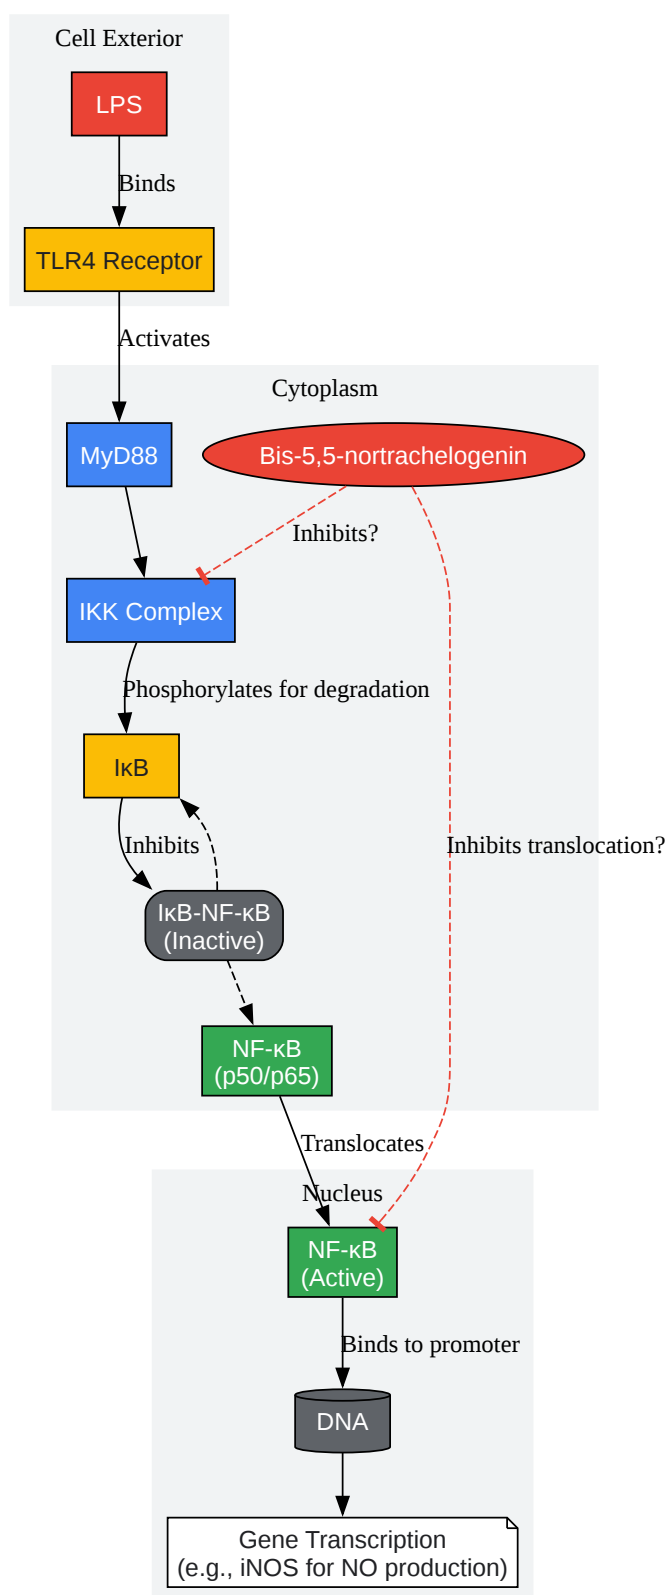 Cell Exterior
LPS
Binds
TLR4 Receptor
Activates
Cytoplasm
MyD88
Bis-5,5-nortrachelogenin
Inhibits?
IKK Complex
Phosphorylates for degradation
IκB
Inhibits
Inhibits translocation?
IκB-NF-κB
(Inactive)
NF-κB
(p50/p65)
Translocates
Nucleus
NF-κB
(Active)
Binds to promoter
DNA
Gene Transcription
(e.g., iNOS for NO production)